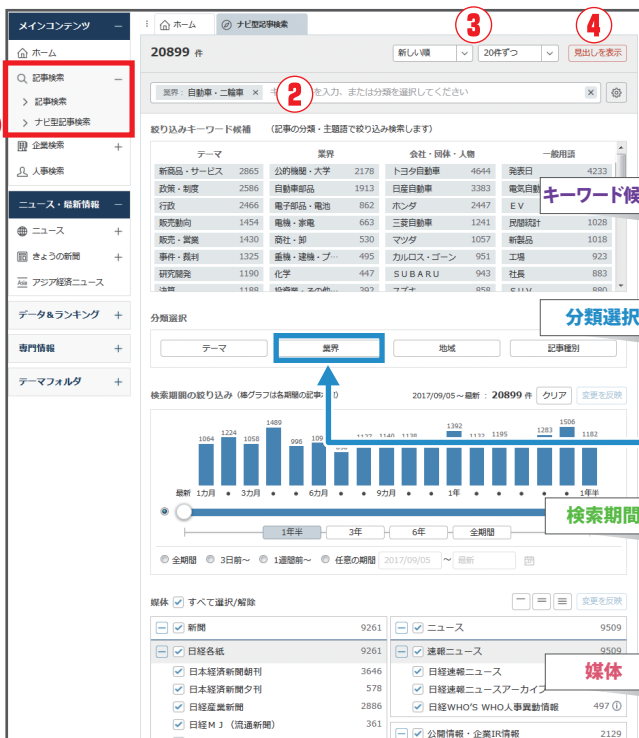 メインコンテンツ －
ホーム
記事検索 －
> 記事検索
> ナビ型記事検索
企業検索 ＋
人事検索
ニュース・最新情報 －
ニュース ＋
きょうの新聞 ＋
Asia アジア経済ニュース
データ&ランキング ＋
専門情報 ＋
テーマフォルダ ＋
ホーム ナビ型記事検索
③ ④
20899 件 新しい順 20件ずつ 見出しを表示
②
業界: 自動車・二輪車 × を入力、または分類を選択してください ×
絞り込みキーワード候補 (記事の分類・主題語で絞り込み検索します)
テーマ 業界 会社・団体・人物 一般用語
新商品・サービス 2865 公的機関・大学 2178 トヨタ自動車 4644 発表日 4233
政策・制度 2586 自動車部品 1913 日産自動車 3383 電気自動
行政 2466 電子部品・電池 862 ホンダ 2447 ＥＶ
販売動向 1454 電機・家電 663 三菱自動車 1241 民間統計 1028
販売・営業 1430 商社・卸 530 マツダ 1057 新製品 1018
事件・裁判 1325 重機・建機・プ… 495 カルロス・ゴーン 951 工場 923
研究開発 1190 化学 447 ＳＵＢＡＲＵ 943 社長 883
決算 1188 投資業・その他… 392 スズキ 858 ＳＵＶ 880
キーワード候
分類選択
分類選択
テーマ 業界 地域 記事種別
検索期間の絞り込み (棒グラフは各期間の記事 2017/09/05～最新 : 20899 件 クリア 変更を反映
1064 1224 1058 1489 996 1127 1140 1138 1392 1132 1195 1283 1506 1182
最新 1カ月 • 3カ月 • • 6カ月 • • 9カ月 • • 1年 • • • • • 1年半
1年半 3年 6年 全期間
検索期間
全期間 3日前～ 1週間前～ 任意の期間 2017/09/05 ～ 最新
媒体 すべて選択/解除 変更を反映
新聞 9261
日経各紙 9261
日本経済新聞朝刊 3646
日本経済新聞夕刊 578
日経産業新聞 2886
日経ＭＪ（流通新聞） 361
ニュース 9509
速報ニュース 9509
日経速報ニュース
日経速報ニュースアーカイブ
日経WHO'S WHO人事異動情報 497
公開情報・企業IR情報 2129
媒体